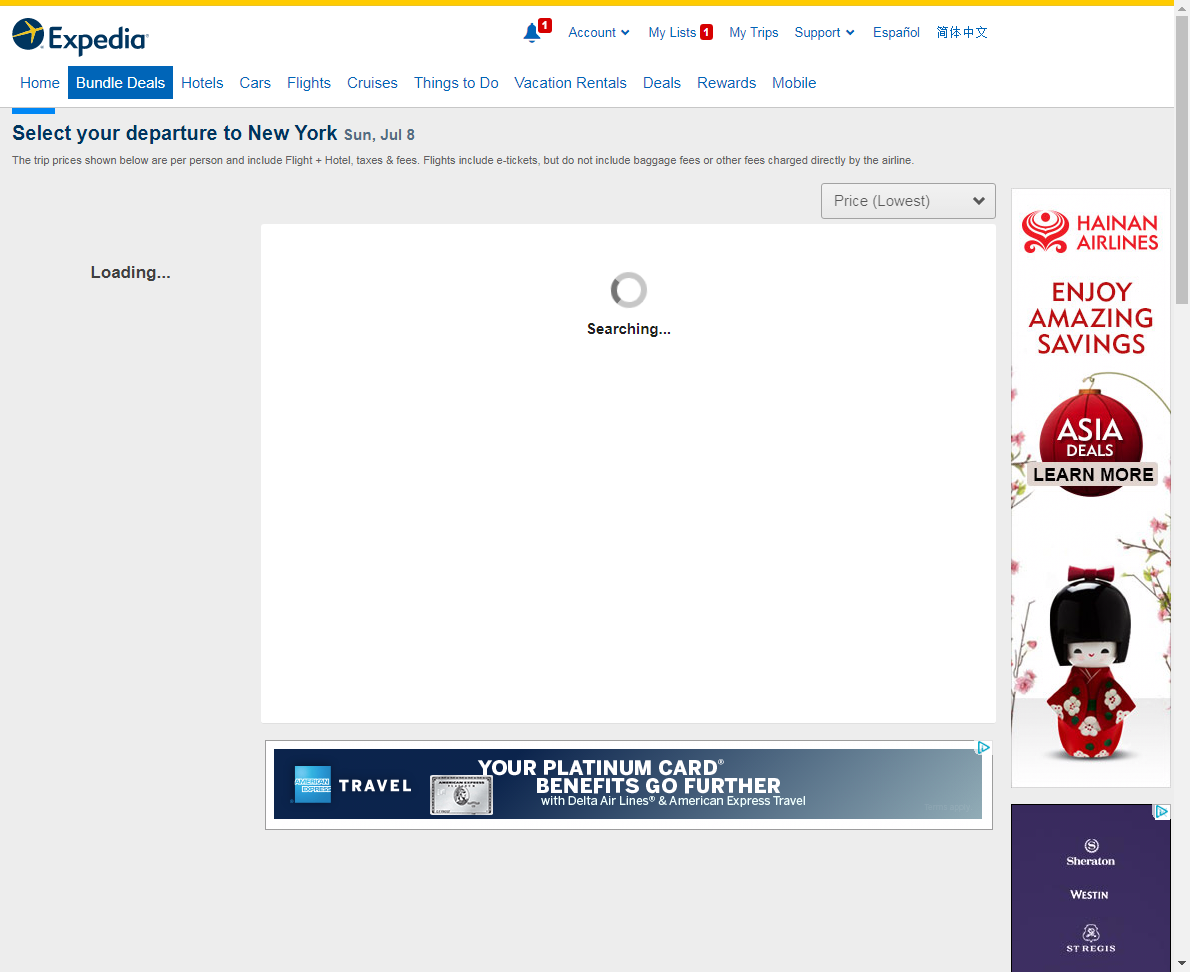 Expedia
1
Account
My Lists 1
My Trips
Support
Español
简体中文
Home
Bundle Deals
Hotels
Cars
Flights
Cruises
Things to Do
Vacation Rentals
Deals
Rewards
Mobile
Select your departure to New York Sun, Jul 8
The trip prices shown below are per person and include Flight + Hotel, taxes & fees. Flights include e-tickets, but do not include baggage fees or other fees charged directly by the airline.
Price (Lowest)
Loading...
Searching...
HAINAN
AIRLINES
ENJOY
AMAZING
SAVINGS
ASIA
DEALS
LEARN MORE
AMERICAN
EXPRESS
TRAVEL
AMERICAN EXPRESS
YOUR PLATINUM CARD®
BENEFITS GO FURTHER
with Delta Air Lines® & American Express Travel
Sheraton
WESTIN
ST REGIS